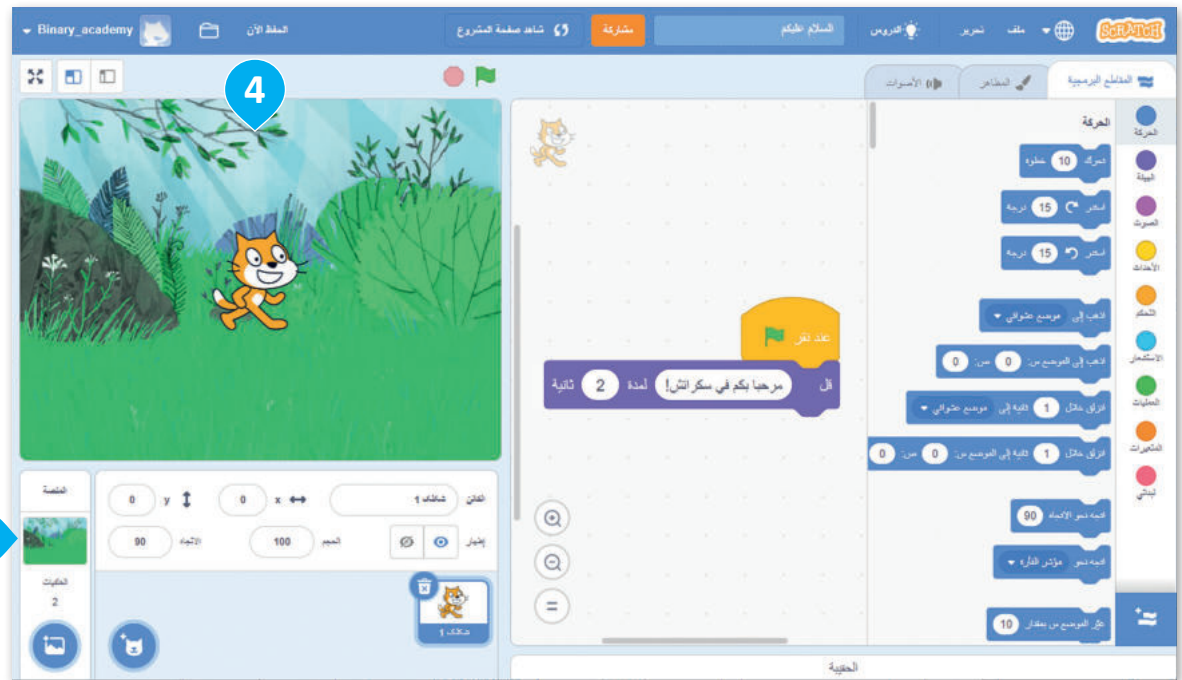 SCRATCH
ملف
تحرير
الدروس
السلام عليكم
مشاركة
شاهد صفحة المشروع
احفظ الآن
Binary_academy
المقاطع البرمجية
المظاهر
الأصوات
4
الحركة
الهيئة
الصوت
الأحداث
التحكم
الاستشعار
العمليات
المتغيرات
لبناتي
الحركة
تحرك 10 خطوة
استدر 15 درجة
استدر 15 درجة
اذهب إلى موضع عشوائي
اذهب إلى الموضع س: 0 ص: 0
انزلق خلال 1 ثانية إلى موضع عشوائي
انزلق خلال 1 ثانية إلى الموضع س: 0 ص: 0
اتجه نحو الاتجاه 90
اتجه نحو مؤشر الفأرة
غيّر الموضع س بمقدار 10
عند نقر
قل مرحبا بكم في سكراتش! لمدة 2 ثانية
الكائن
x 0
y 0
إظهار
الحجم 100
الاتجاه 90
المنصة
الخلفيات
2
الحقيبة